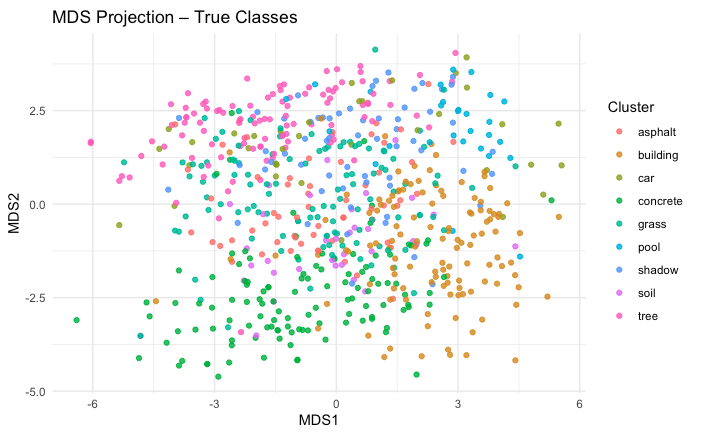 MDS Projection – True Classes
MDS2
2.5
0.0
-2.5
-5.0
-6
-3
0
3
6
MDS1
Cluster
asphalt
building
car
concrete
grass
pool
shadow
soil
tree